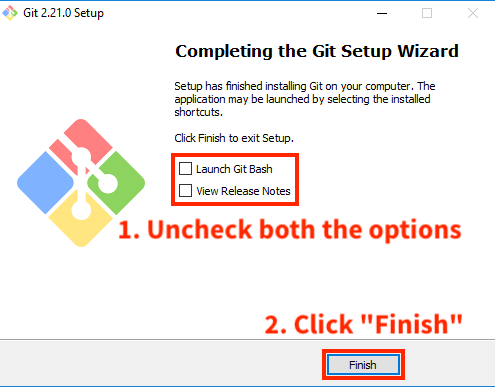 Git 2.21.0 Setup
Completing the Git Setup Wizard
Setup has finished installing Git on your computer. The
application may be launched by selecting the installed
shortcuts.
Click Finish to exit Setup.
Launch Git Bash
View Release Notes
1. Uncheck both the options
2. Click "Finish"
Finish